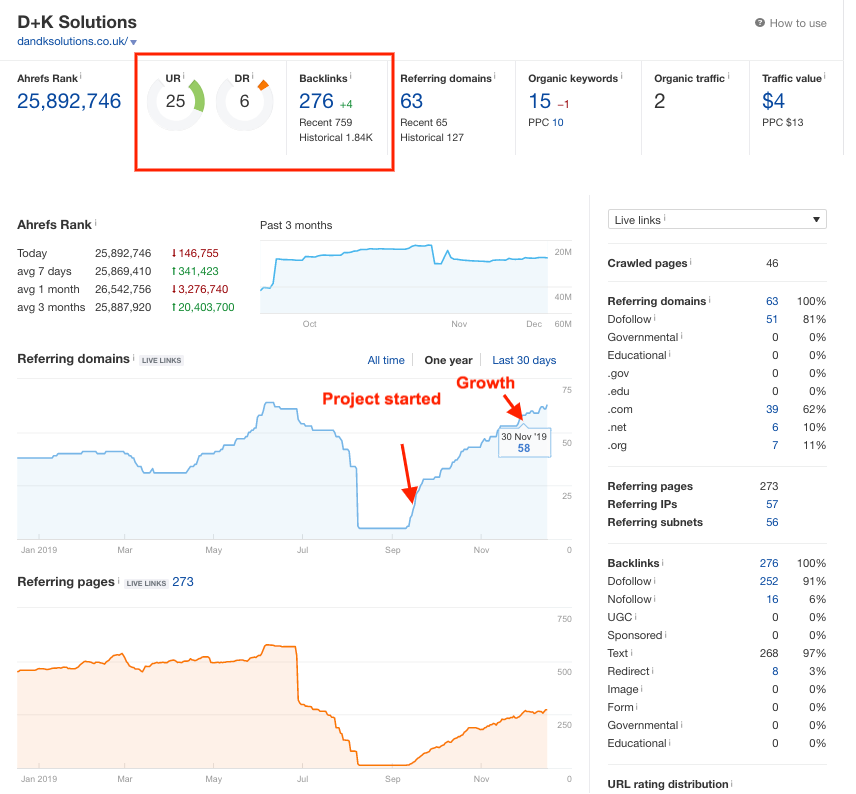 D+K Solutions
How to use
dandksolutions.co.uk/
Ahrefs Rank
25,892,746
UR
25
DR
6
Backlinks
276 +4
Recent 759
Historical 1.84K
Referring domains
63
Recent 65
Historical 127
Organic keywords
15 −1
PPC 10
Organic traffic
2
Traffic value
$4
PPC $13
Ahrefs Rank
Today 25,892,746 ↓146,755
avg 7 days 25,869,410 ↑341,423
avg 1 month 26,542,756 ↓3,276,740
avg 3 months 25,887,920 ↑20,403,700
Past 3 months
20M
40M
Oct Nov Dec 60M
Referring domains LIVE LINKS
All time One year Last 30 days
75
Project started
Growth
50
30 Nov '19
58
25
Jan 2019 Mar May Jul Sep Nov 0
Referring pages LIVE LINKS 273
750
500
250
Jan 2019 Mar May Jul Sep Nov 0
Live links
Crawled pages 46
Referring domains 63 100%
Dofollow 51 81%
Governmental 0 0%
Educational 0 0%
.gov 0 0%
.edu 0 0%
.com 39 62%
.net 6 10%
.org 7 11%
Referring pages 273
Referring IPs 57
Referring subnets 56
Backlinks 276 100%
Dofollow 252 91%
Nofollow 16 6%
UGC 0 0%
Sponsored 0 0%
Text 268 97%
Redirect 8 3%
Image 0 0%
Form 0 0%
Governmental 0 0%
Educational 0 0%
URL rating distribution